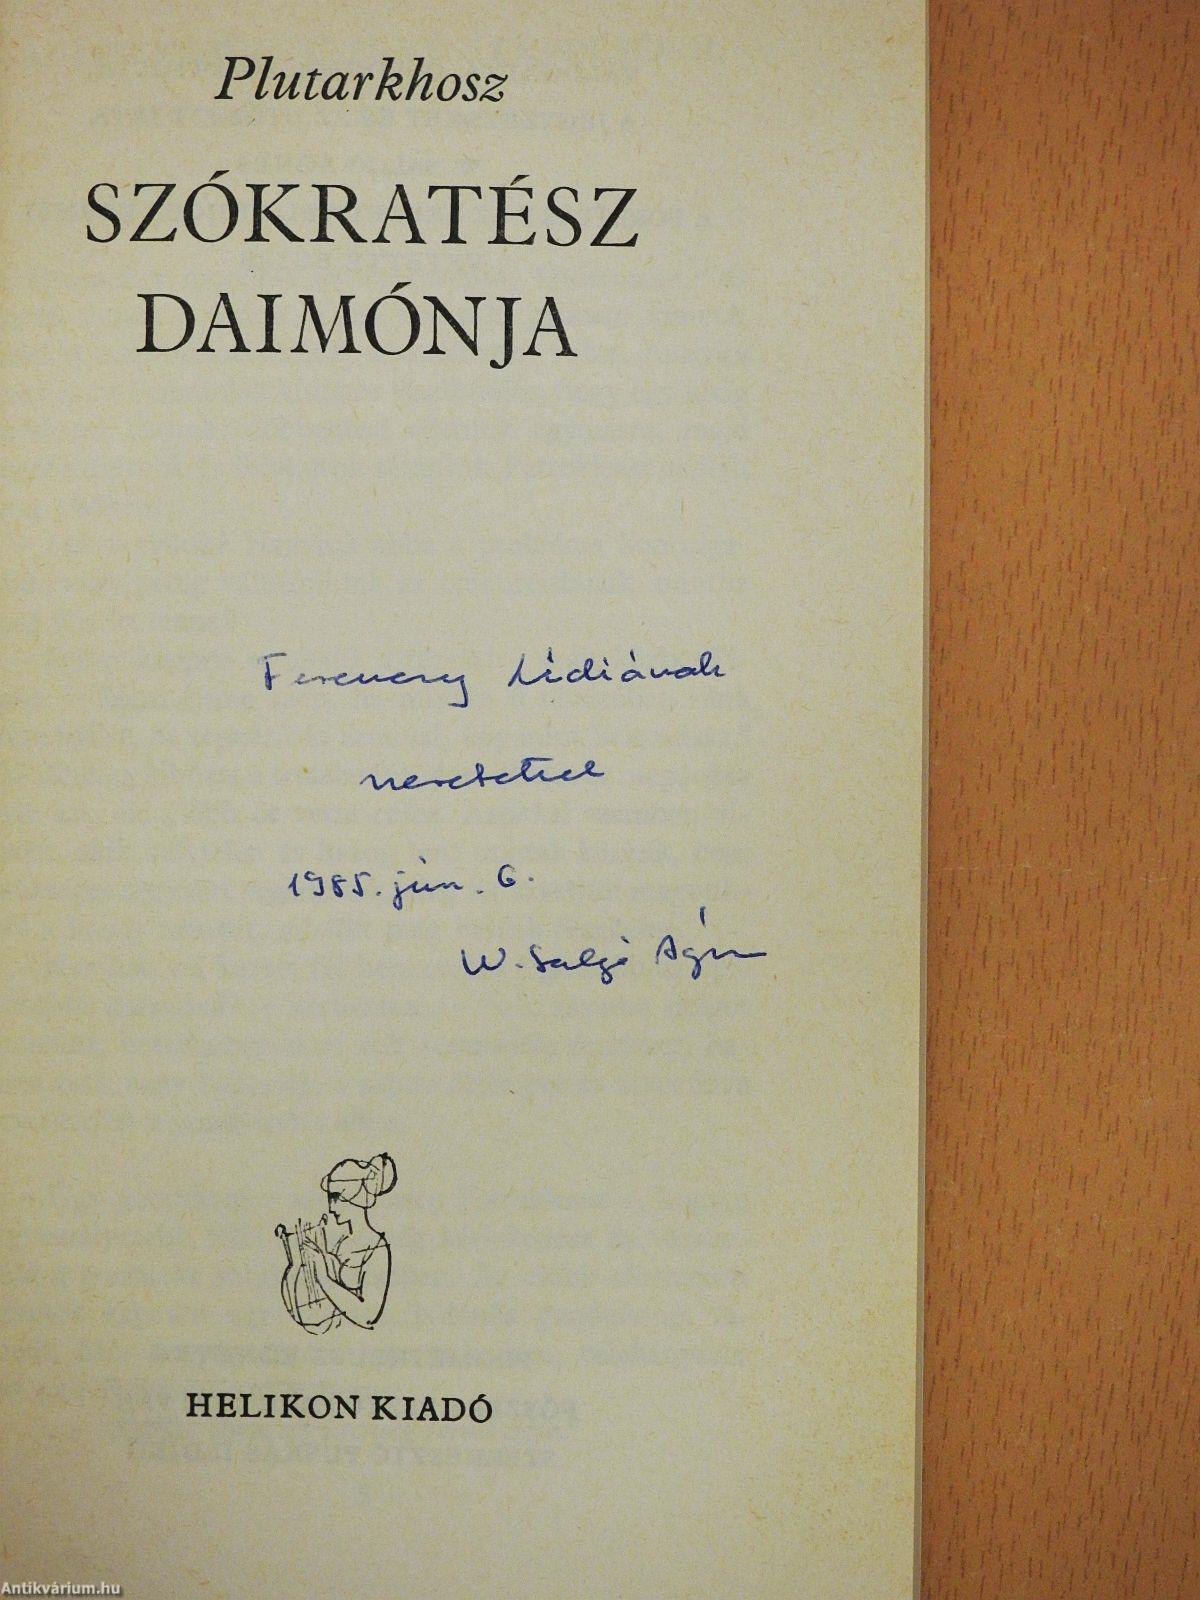 Plutarkhosz
SZÓKRATÉSZ
DAIMÓNJA
Ferenczy Lídiának
szeretettel
1985. jún. 6.
W. Salgó Ágnes
HELIKON KIADÓ
Antikvárium.hu